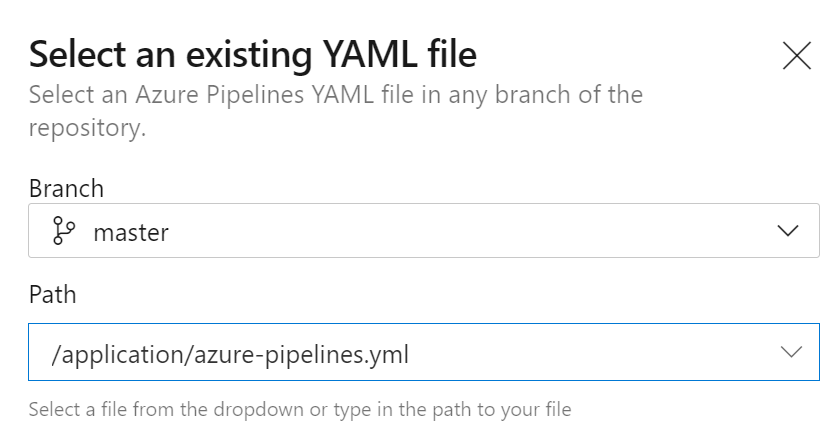 Select an existing YAML file
Select an Azure Pipelines YAML file in any branch of the
repository.
Branch
master
Path
/application/azure-pipelines.yml
Select a file from the dropdown or type in the path to your file